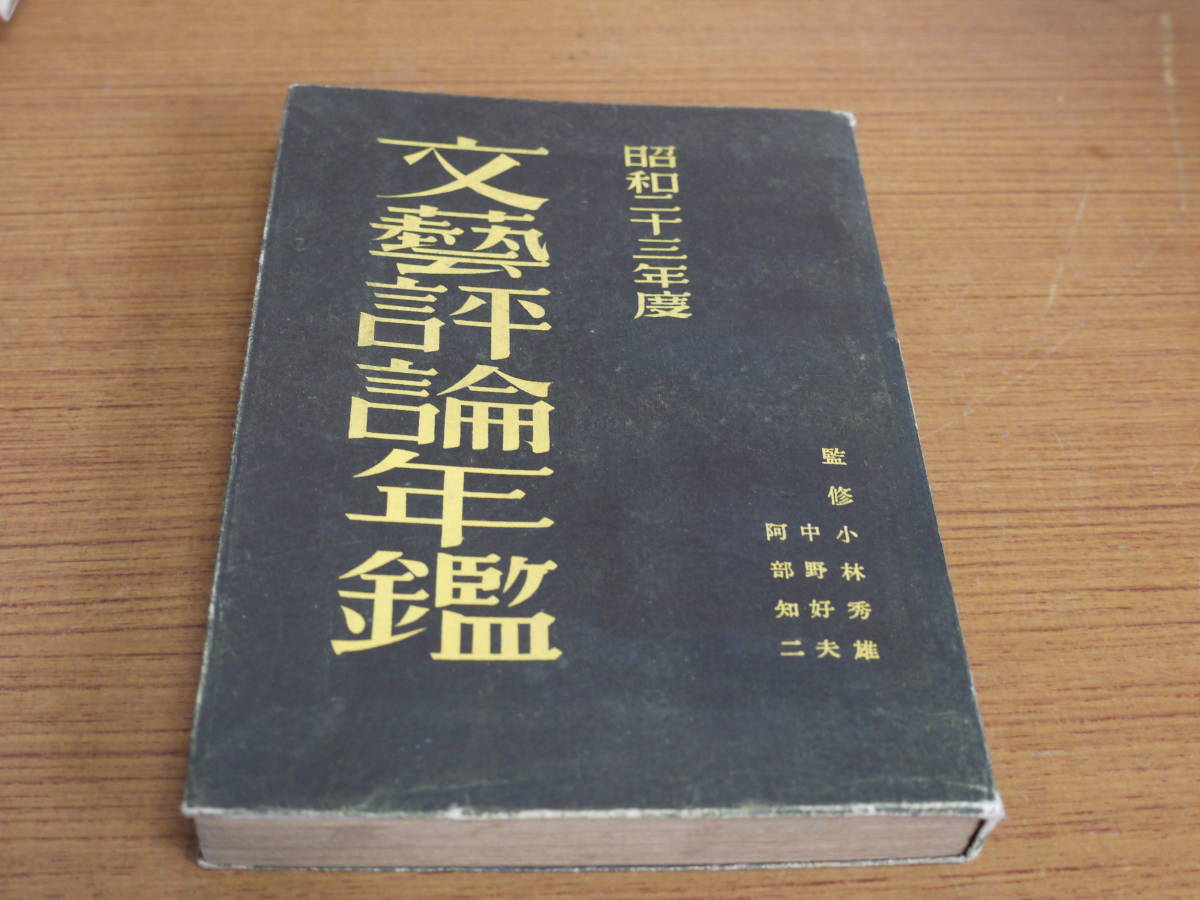 昭和二十三年度
文藝評論年鑑
監修
小林秀雄
中野好夫
阿部知二